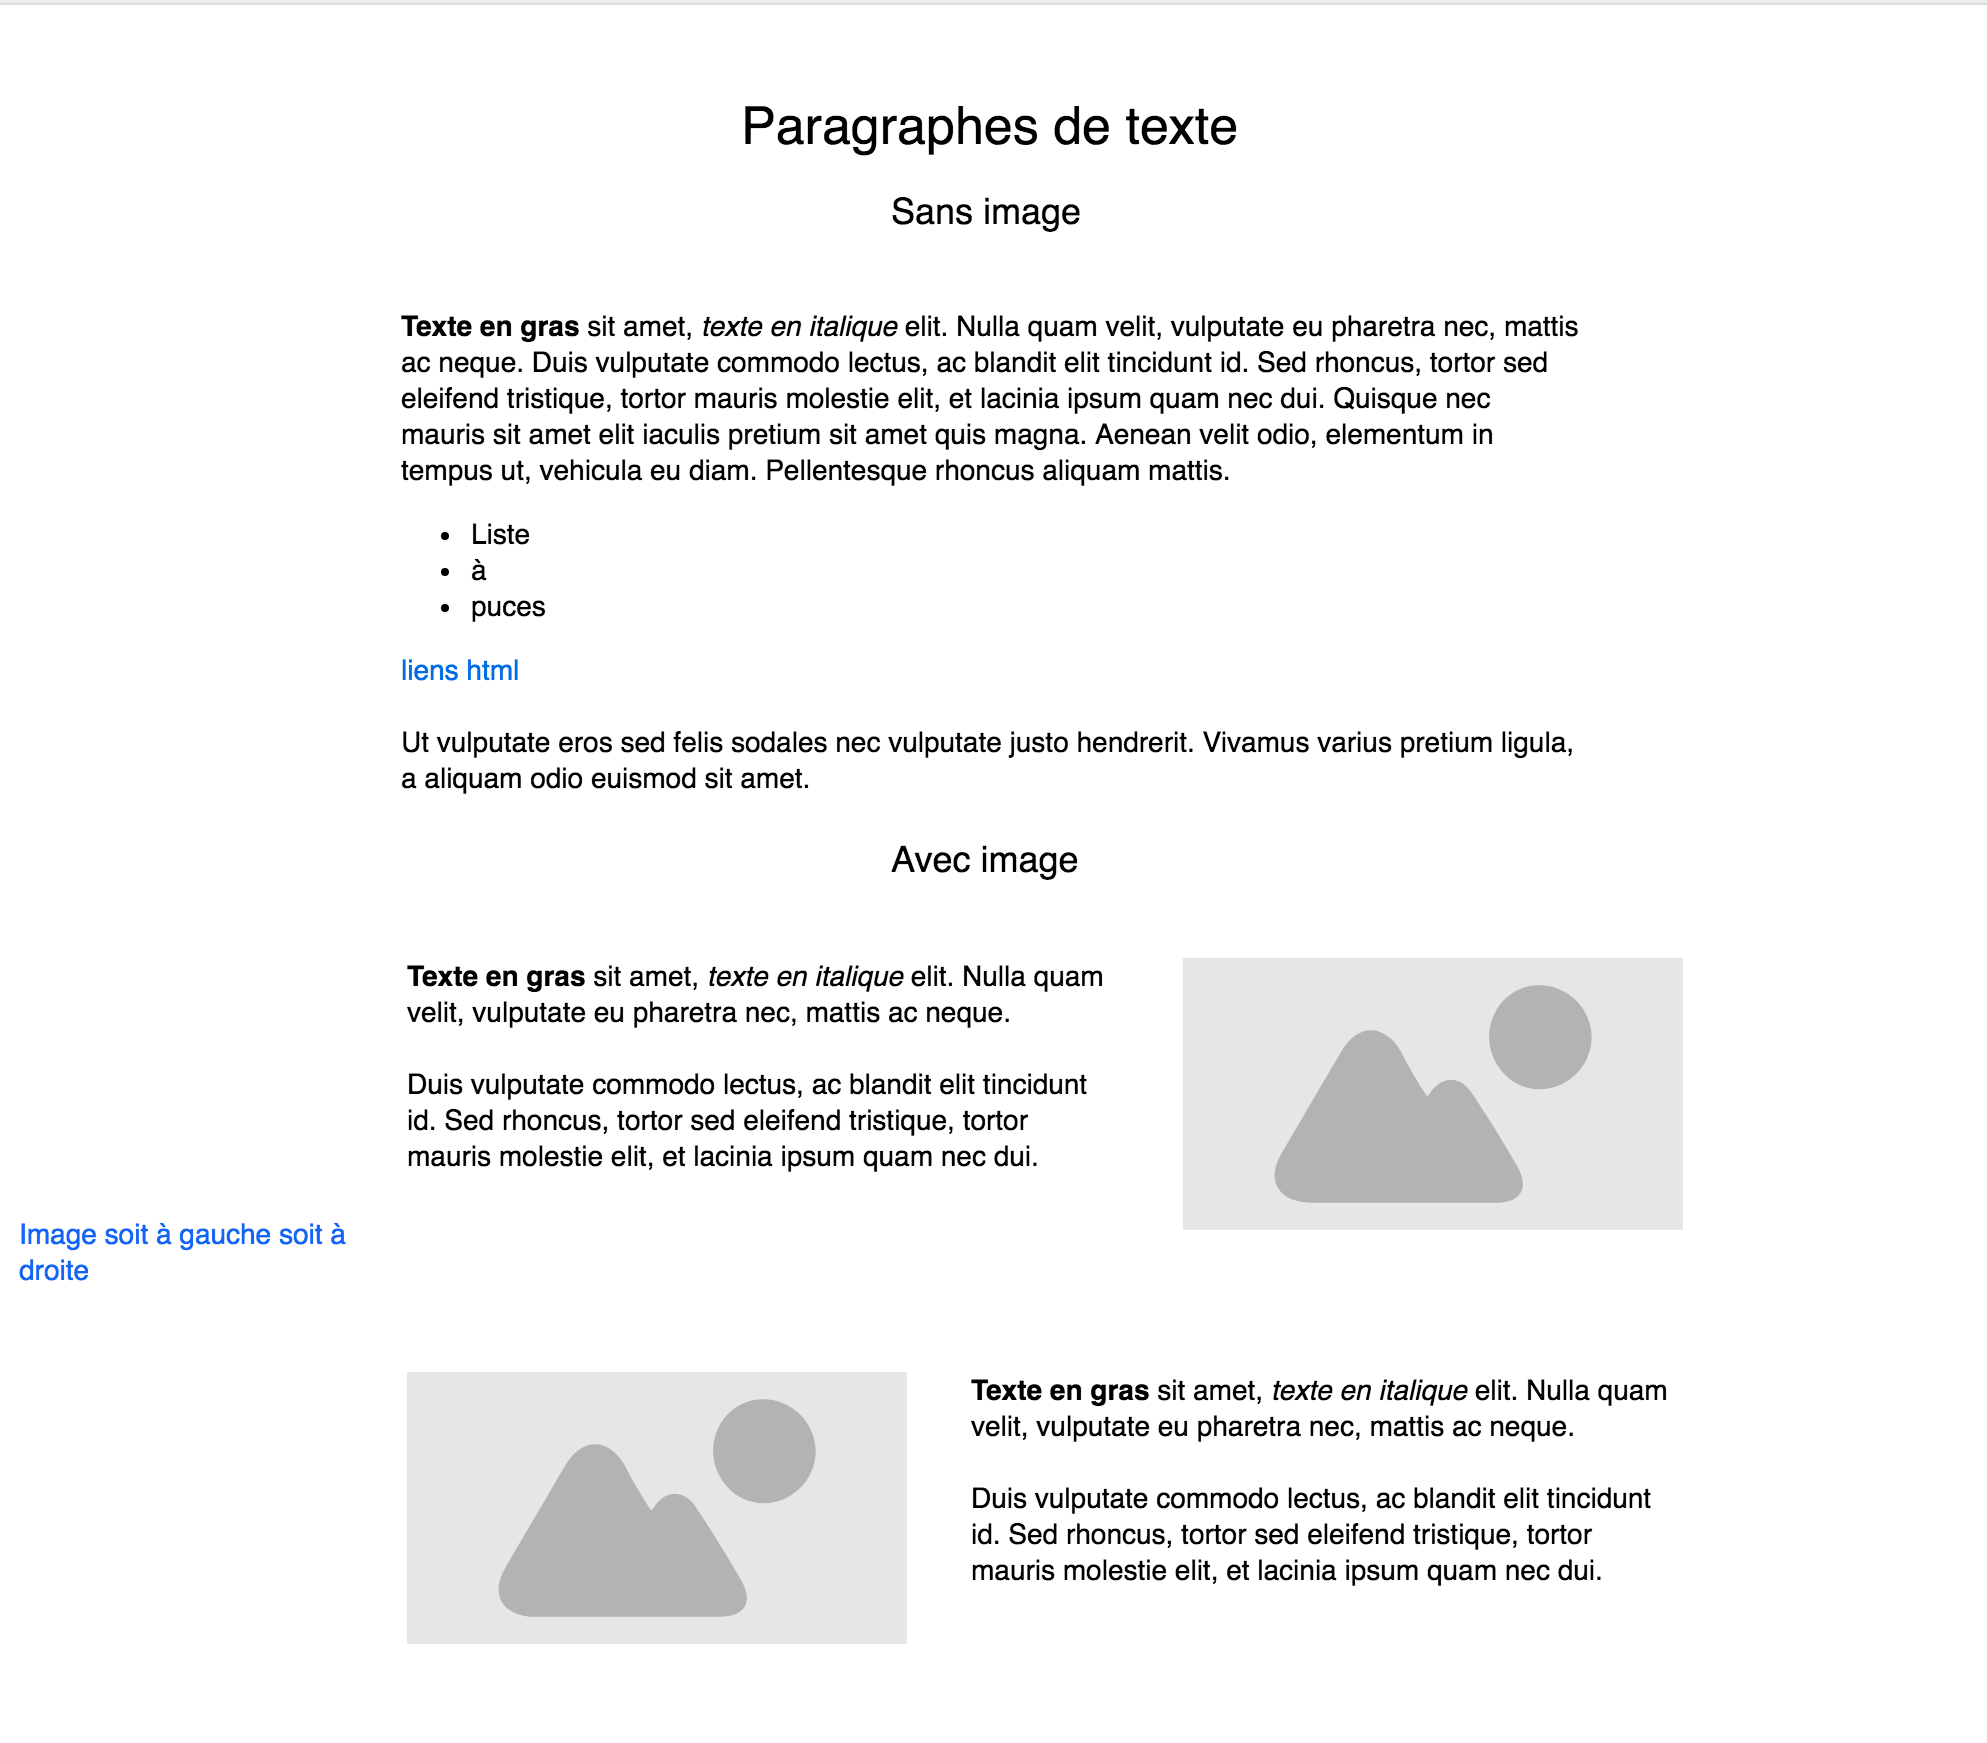 Paragraphes de texte
Sans image
Texte en gras sit amet, texte en italique elit. Nulla quam velit, vulputate eu pharetra nec, mattis
ac neque. Duis vulputate commodo lectus, ac blandit elit tincidunt id. Sed rhoncus, tortor sed
eleifend tristique, tortor mauris molestie elit, et lacinia ipsum quam nec dui. Quisque nec
mauris sit amet elit iaculis pretium sit amet quis magna. Aenean velit odio, elementum in
tempus ut, vehicula eu diam. Pellentesque rhoncus aliquam mattis.
• Liste
• à
• puces
liens html
Ut vulputate eros sed felis sodales nec vulputate justo hendrerit. Vivamus varius pretium ligula,
a aliquam odio euismod sit amet.
Avec image
Texte en gras sit amet, texte en italique elit. Nulla quam
velit, vulputate eu pharetra nec, mattis ac neque.
Duis vulputate commodo lectus, ac blandit elit tincidunt
id. Sed rhoncus, tortor sed eleifend tristique, tortor
mauris molestie elit, et lacinia ipsum quam nec dui.
Image soit à gauche soit à
droite
Texte en gras sit amet, texte en italique elit. Nulla quam
velit, vulputate eu pharetra nec, mattis ac neque.
Duis vulputate commodo lectus, ac blandit elit tincidunt
id. Sed rhoncus, tortor sed eleifend tristique, tortor
mauris molestie elit, et lacinia ipsum quam nec dui.